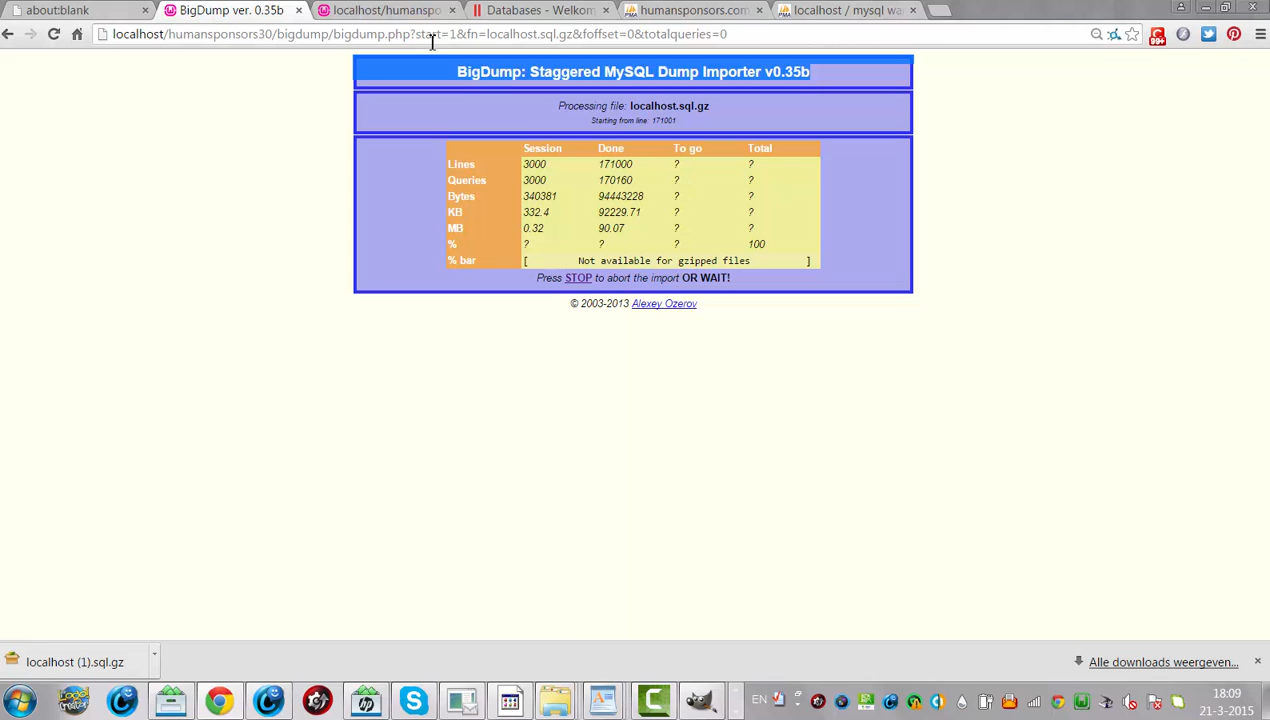 about:blank
BigDump ver. 0.35b
localhost/humanspo
Databases - Welkom
humansponsors.com
localhost / mysql wa
localhost/humansponsors30/bigdump/bigdump.php?start=1&fn=localhost.sql.gz&foffset=0&totalqueries=0
BigDump: Staggered MySQL Dump Importer v0.35b
Processing file: localhost.sql.gz
Starting from line: 171001
Session Done To go Total
Lines 3000 171000 ? ?
Queries 3000 170160 ? ?
Bytes 340381 94443228 ? ?
KB 332.4 92229.71 ? ?
MB 0.32 90.07 ? ?
% ? ? ? 100
% bar [ Not available for gzipped files ]
Press STOP to abort the import OR WAIT!
© 2003-2013 Alexey Ozerov
localhost (1).sql.gz
Alle downloads weergeven...
EN
18:09
21-3-2015